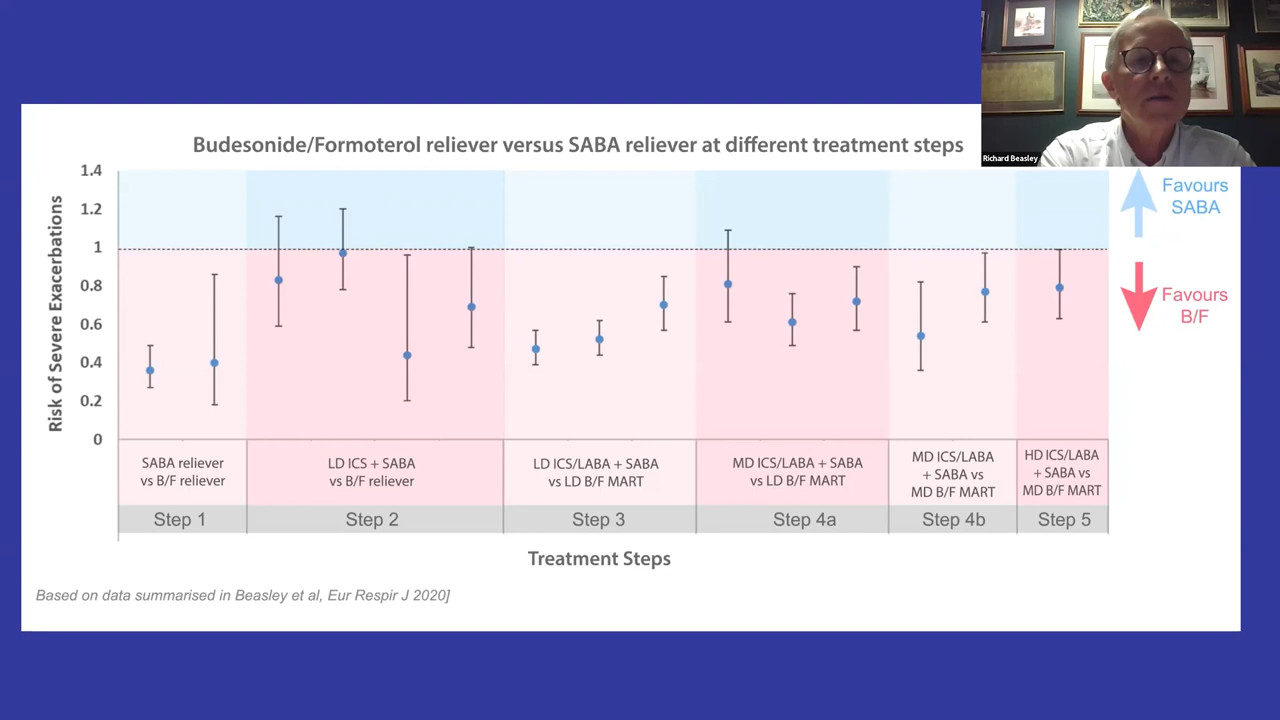 Richard Beasley
Budesonide/Formoterol reliever versus SABA reliever at different treatment steps
Risk of Severe Exacerbations
1.4
1.2
1
0.8
0.6
0.4
0.2
0
Favours
SABA
Favours
B/F
SABA reliever
vs B/F reliever
LD ICS + SABA
vs B/F reliever
LD ICS/LABA + SABA
vs LD B/F MART
MD ICS/LABA + SABA
vs LD B/F MART
MD ICS/LABA
+ SABA vs
MD B/F MART
HD ICS/LABA
+ SABA vs
MD B/F MART
Step 1
Step 2
Step 3
Step 4a
Step 4b
Step 5
Treatment Steps
Based on data summarised in Beasley et al, Eur Respir J 2020]